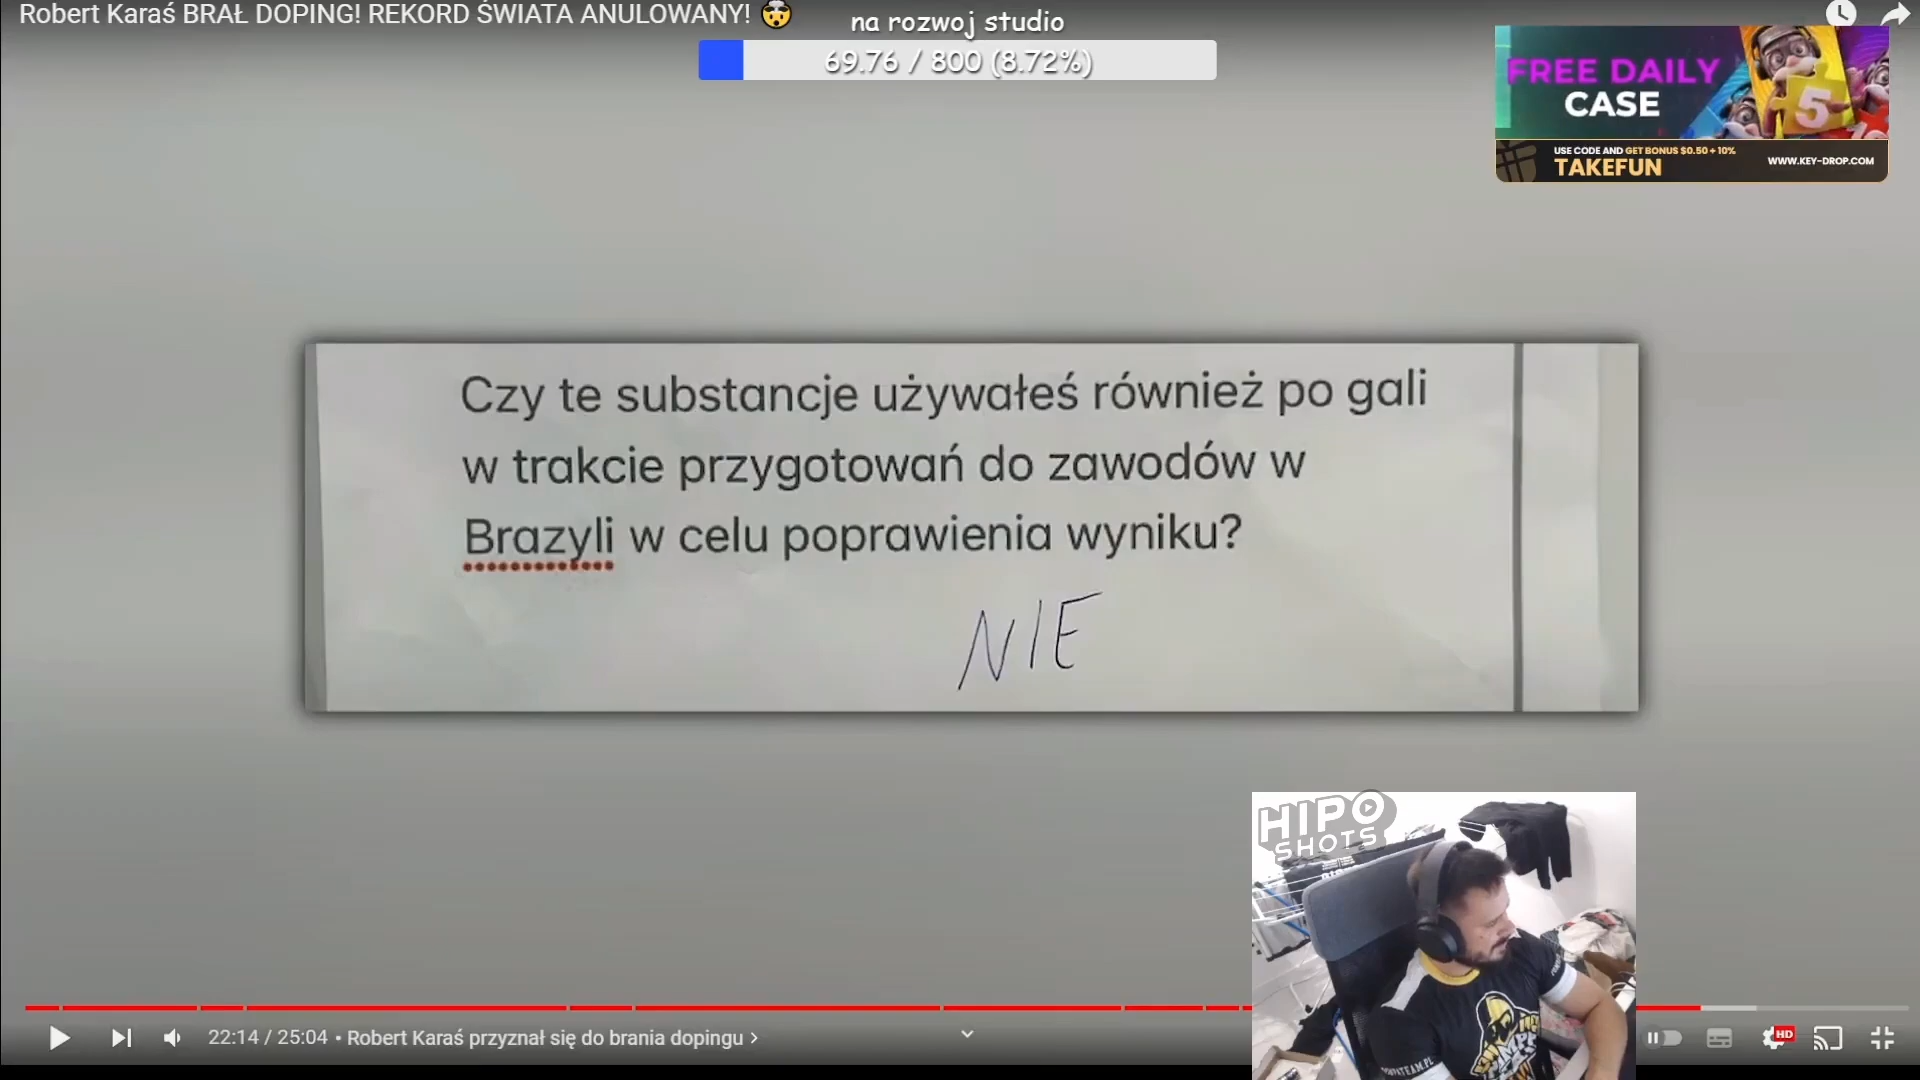 Robert Karaś BRAŁ DOPING! REKORD ŚWIATA ANULOWANY! 🤯
na rozwoj studio
69.76 / 800 (8.72%)
FREE DAILY
CASE
5
USE CODE AND GET BONUS $0.50 + 10%
TAKEFUN
WWW.KEY-DROP.COM
Czy te substancje używałeś również po gali
w trakcie przygotowań do zawodów w
Brazyli w celu poprawienia wyniku?
NIE
HIPO
SHOTS
22:14 / 25:04 • Robert Karaś przyznał się do brania dopingu >
HD